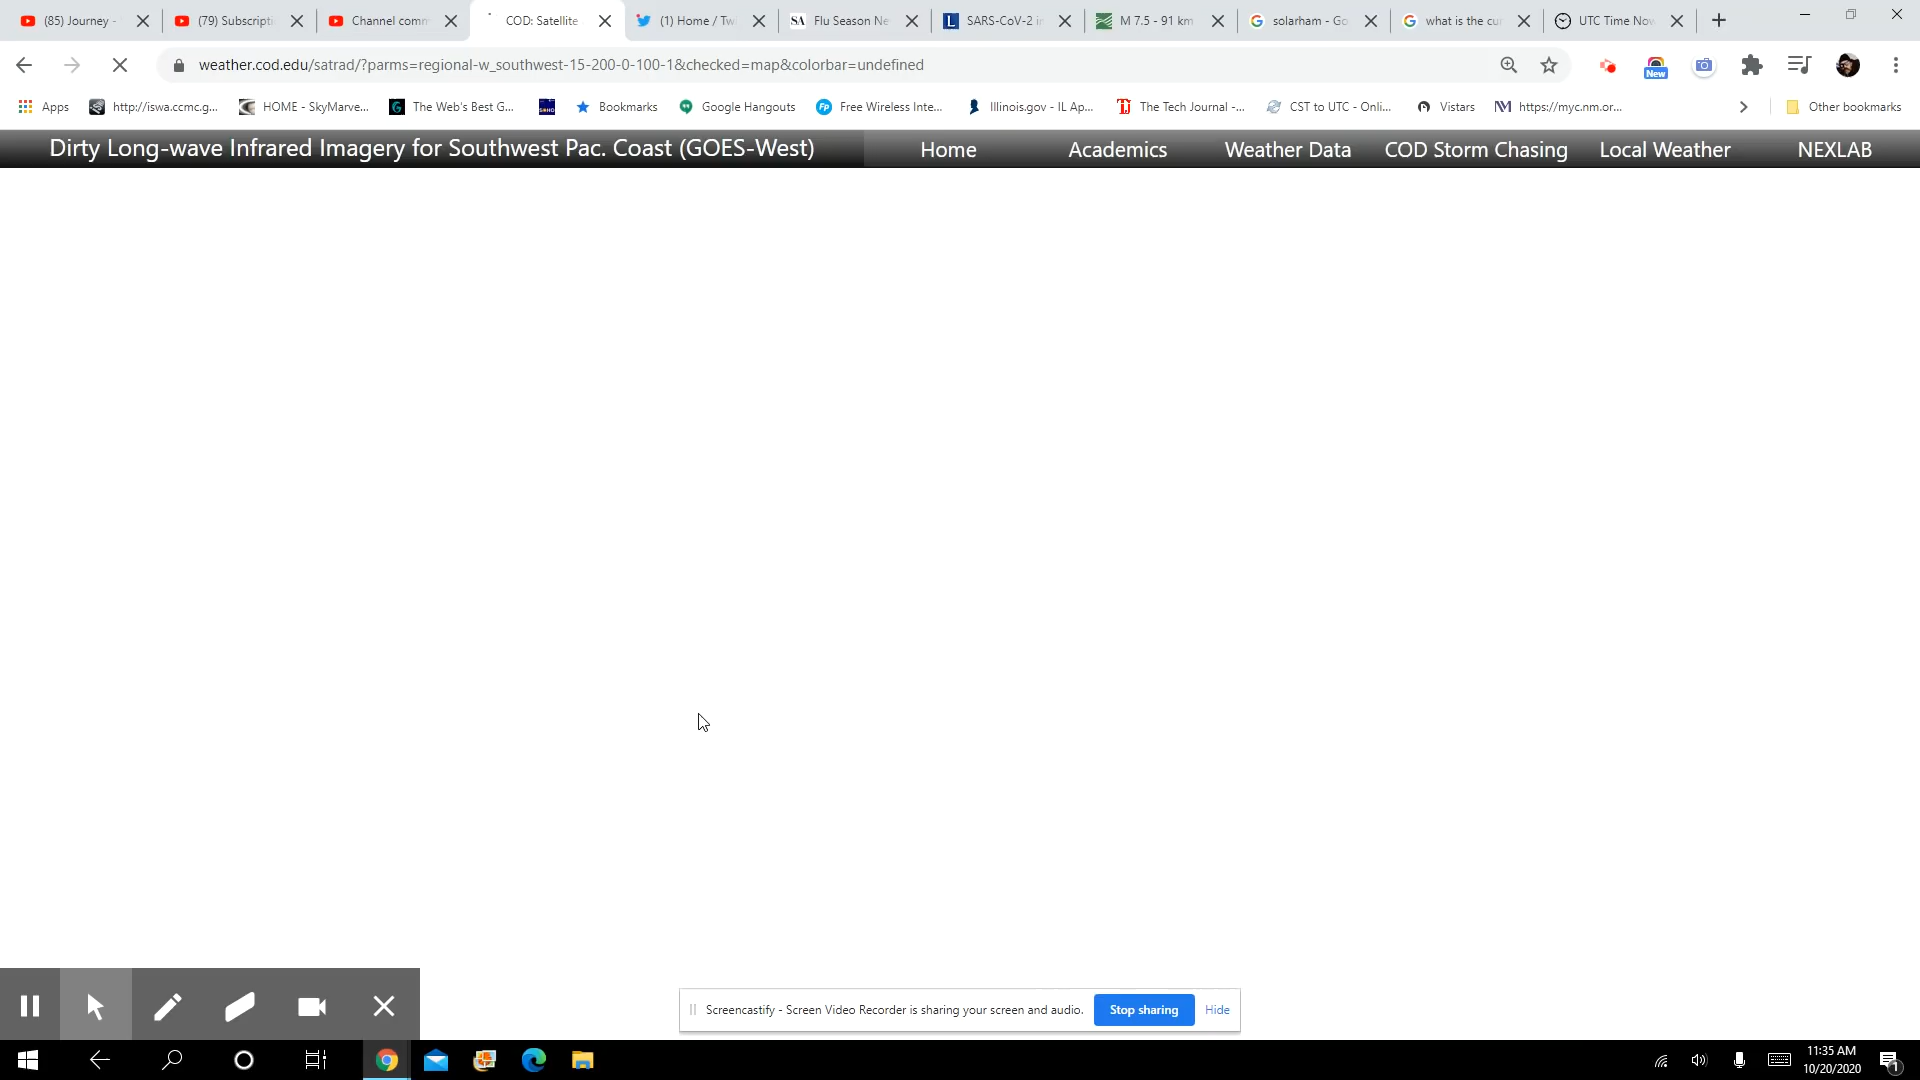 (85) Journey -
(79) Subscripti
Channel comm
COD: Satellite
(1) Home / Twi
SA
Flu Season Ne
L
SARS-CoV-2 in
M 7.5 - 91 km
solarham - Go
what is the cu
UTC Time Now
weather.cod.edu/satrad/?parms=regional-w_southwest-15-200-0-100-1&checked=map&colorbar=undefined
New
Apps
http://iswa.ccmc.g...
HOME - SkyMarve...
The Web's Best G...
Bookmarks
Google Hangouts
Fp
Free Wireless Inte...
Illinois.gov - IL Ap...
The Tech Journal -...
CST to UTC - Onli...
Vistars
https://myc.nm.or...
Other bookmarks
Dirty Long-wave Infrared Imagery for Southwest Pac. Coast (GOES-West)
Home
Academics
Weather Data
COD Storm Chasing
Local Weather
NEXLAB
Screencastify - Screen Video Recorder is sharing your screen and audio.
Stop sharing
Hide
11:35 AM
10/20/2020
1